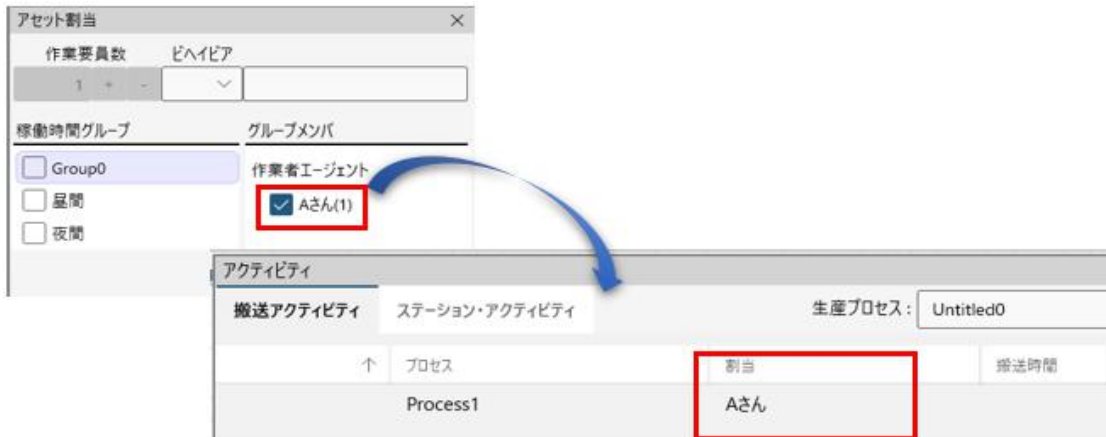 アセット割当
作業要員数 ビヘイビア
1 + -
稼働時間グループ グループメンバ
Group0 作業者エージェント
昼間 Aさん(1)
夜間
アクティビティ
搬送アクティビティ ステーション・アクティビティ 生産プロセス: Untitled0
↑ プロセス 割当 搬送時間
Process1 Aさん